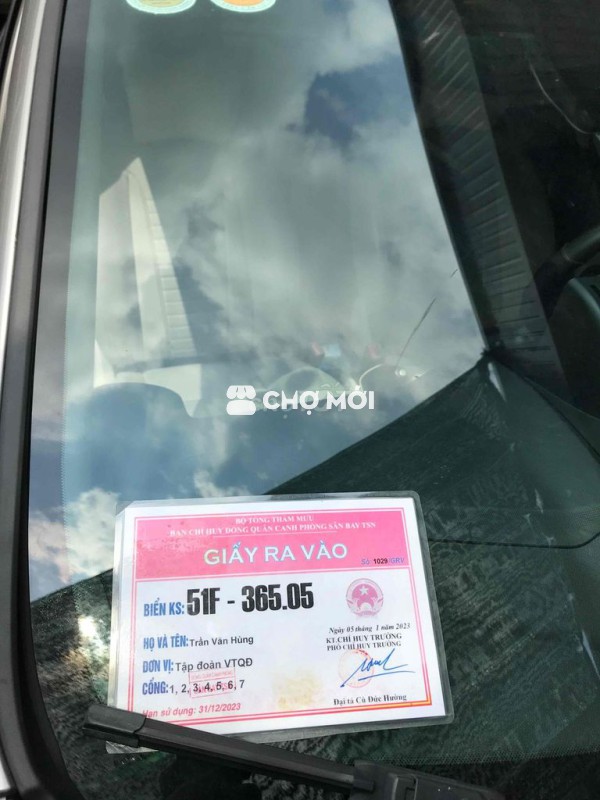 CHỢ MỚI
BỘ TỔNG THAM MƯU
BAN CHỈ HUY ĐÓNG QUÂN CANH PHÒNG SÂN BAY TSN
GIẤY RA VÀO
Số: 1029/GRV
BIỂN KS: 51F - 365.05
Ngày 05 tháng 1 năm 2023
HỌ VÀ TÊN: Trần Văn Hùng
KT.CHỈ HUY TRƯỞNG
PHÓ CHỈ HUY TRƯỞNG
ĐƠN VỊ: Tập đoàn VTQĐ
CỔNG: 1, 2, 3, 4, 5, 6, 7
Hạn sử dụng: 31/12/2023
Đại tá Cù Đức Hường